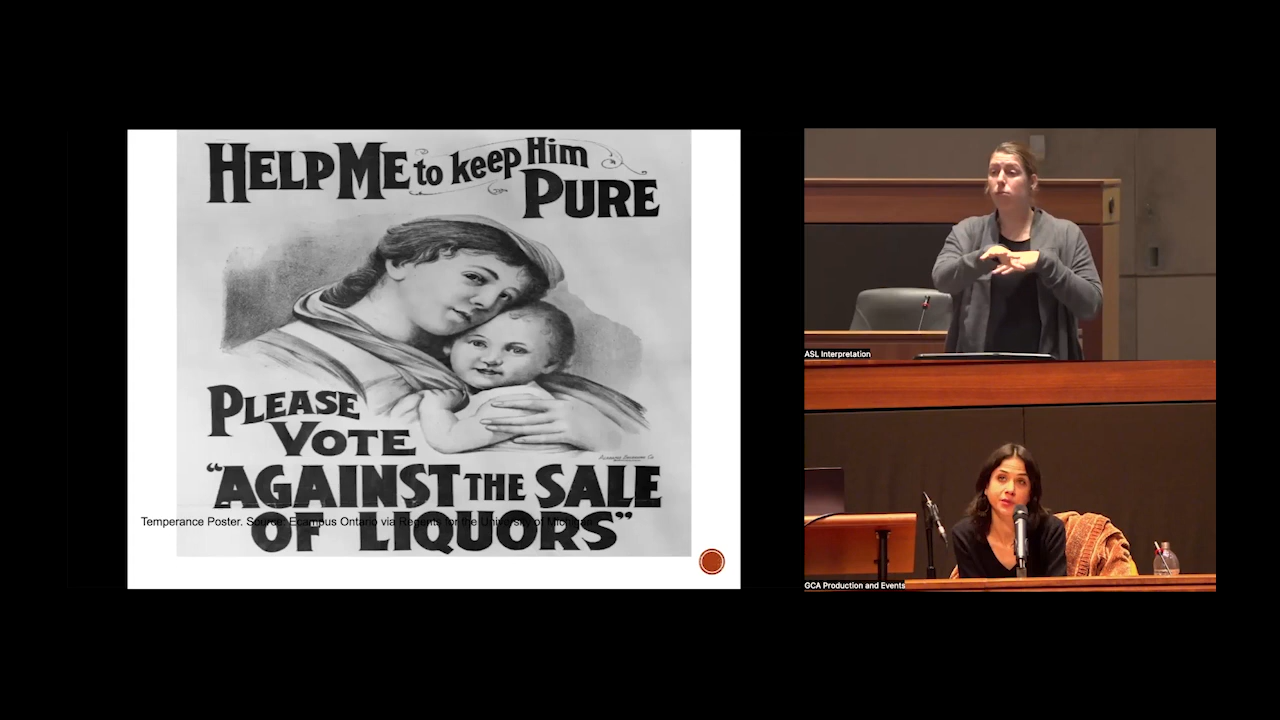 HELP ME to keep Him
PURE
PLEASE
VOTE
"AGAINST THE SALE
Temperance Poster. Source: Ecampus Ontario via Regents for the University of Michigan
OF LIQUORS"
ASL Interpretation
GCA Production and Events